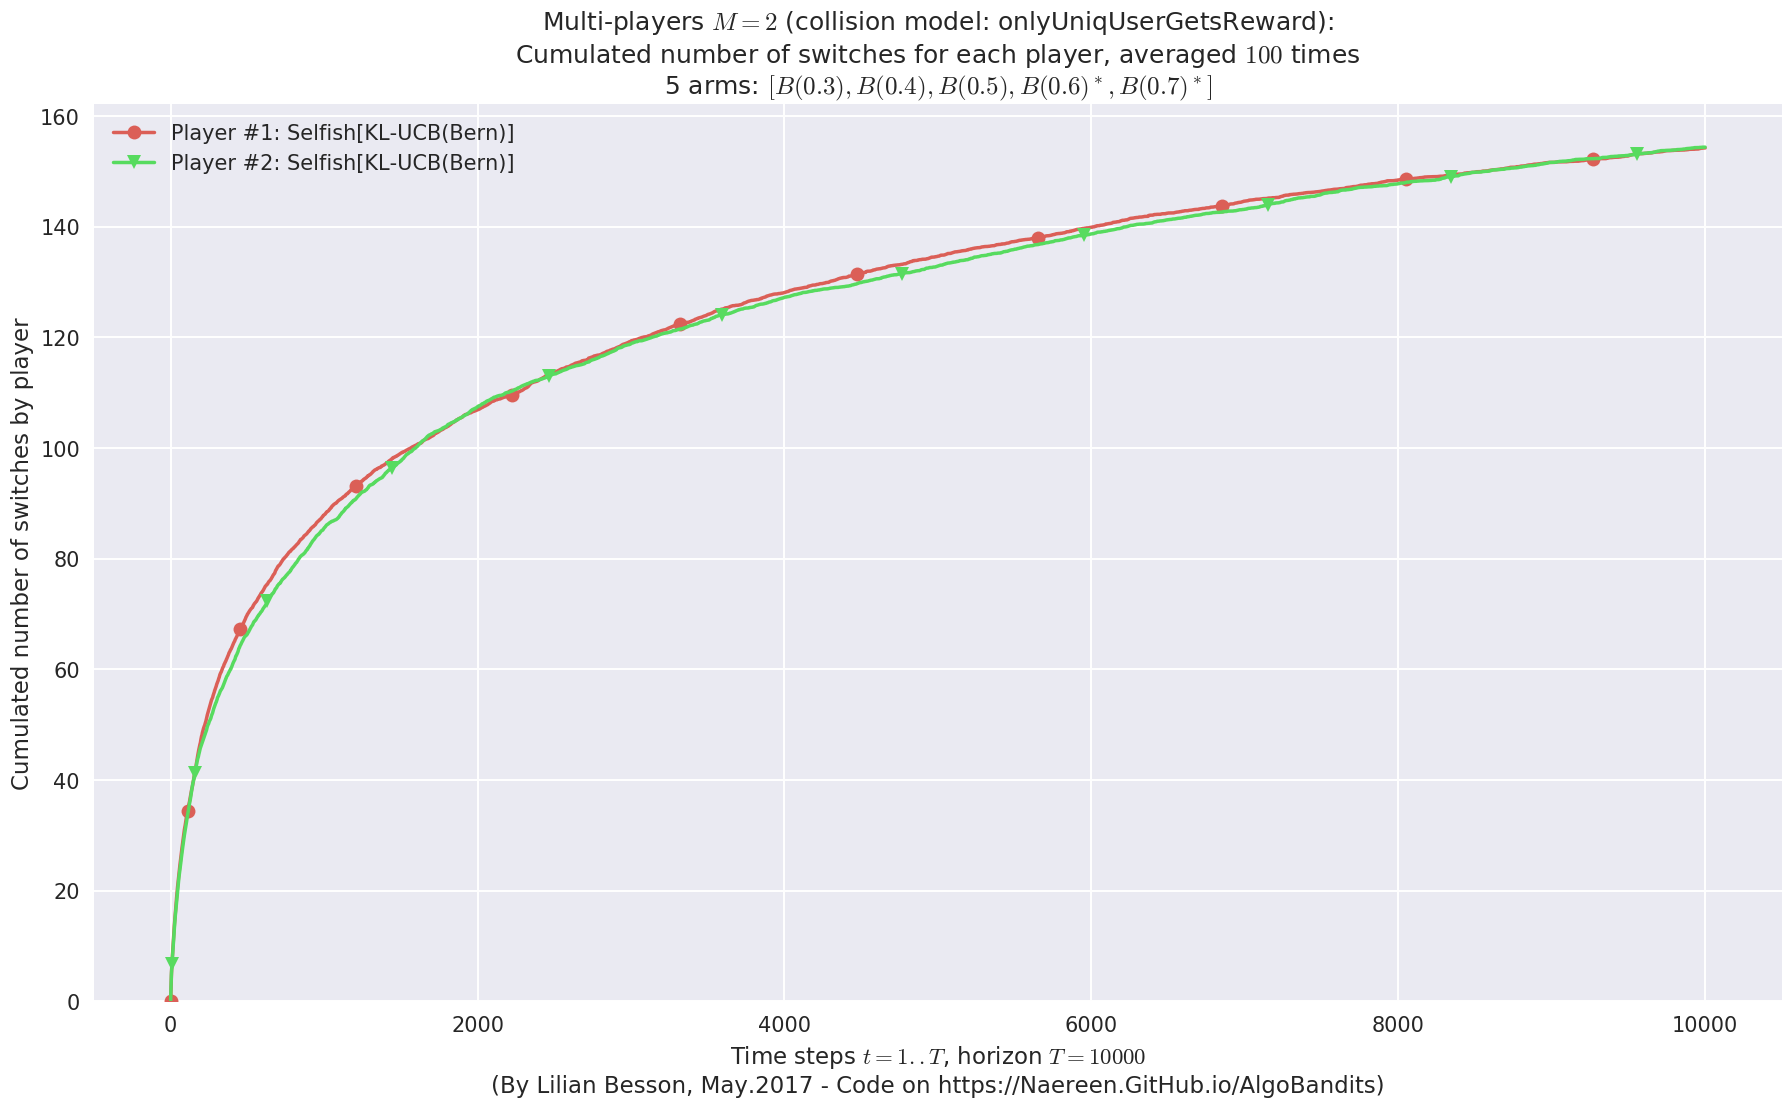 Multi-players M = 2 (collision model: onlyUniqUserGetsReward):
Cumulated number of switches for each player, averaged 100 times
5 arms: [B(0.3), B(0.4), B(0.5), B(0.6)*, B(0.7)*]
Player #1: Selfish[KL-UCB(Bern)]
Player #2: Selfish[KL-UCB(Bern)]
Cumulated number of switches by player
160
140
120
100
80
60
40
20
0
0 2000 4000 6000 8000 10000
Time steps t = 1..T, horizon T = 10000
(By Lilian Besson, May.2017 - Code on https://Naereen.GitHub.io/AlgoBandits)